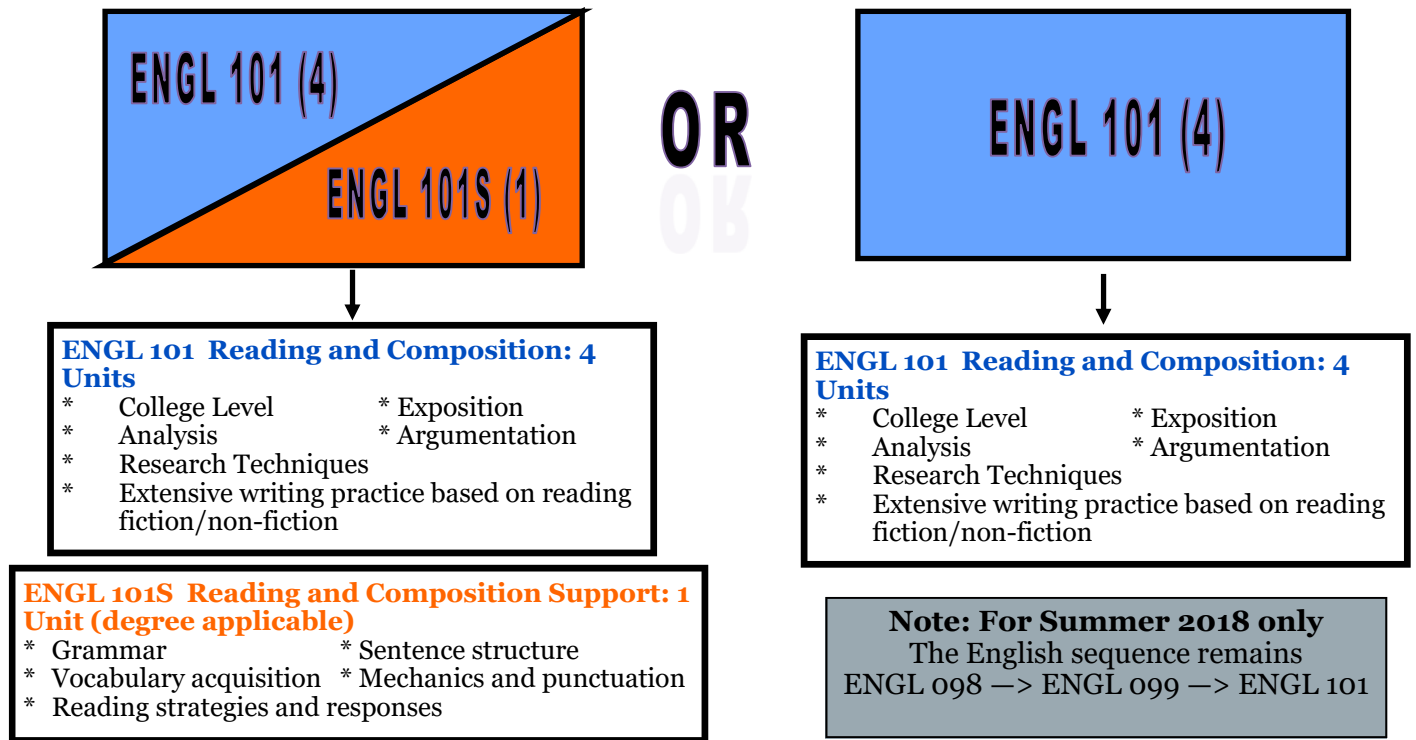 ENGL 101 (4)
ENGL 101S (1)
OR
ENGL 101 (4)
ENGL 101 Reading and Composition: 4
Units
* College Level * Exposition
* Analysis * Argumentation
* Research Techniques
* Extensive writing practice based on reading
fiction/non-fiction
ENGL 101S Reading and Composition Support: 1
Unit (degree applicable)
* Grammar * Sentence structure
* Vocabulary acquisition * Mechanics and punctuation
* Reading strategies and responses
ENGL 101 Reading and Composition: 4
Units
* College Level * Exposition
* Analysis * Argumentation
* Research Techniques
* Extensive writing practice based on reading
fiction/non-fiction
Note: For Summer 2018 only
The English sequence remains
ENGL 098 —> ENGL 099 —> ENGL 101